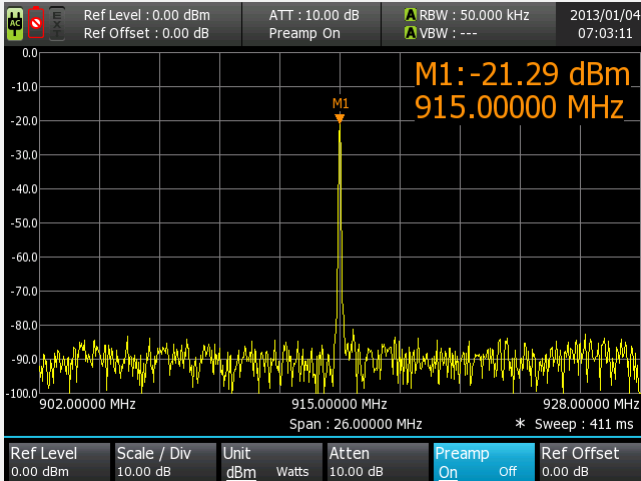 AC
EXT
Ref Level : 0.00 dBm
Ref Offset : 0.00 dB
ATT : 10.00 dB
Preamp On
A RBW : 50.000 kHz
A VBW : ---
2013/01/04
07:03:11
M1:-21.29 dBm
915.00000 MHz
M1
0.0
-10.0
-20.0
-30.0
-40.0
-50.0
-60.0
-70.0
-80.0
-90.0
-100.0
902.00000 MHz 915.00000 MHz 928.00000 MHz
Span : 26.00000 MHz * Sweep : 411 ms
Ref Level
0.00 dBm
Scale / Div
10.00 dB
Unit
dBm Watts
Atten
10.00 dB
Preamp
On Off
Ref Offset
0.00 dB